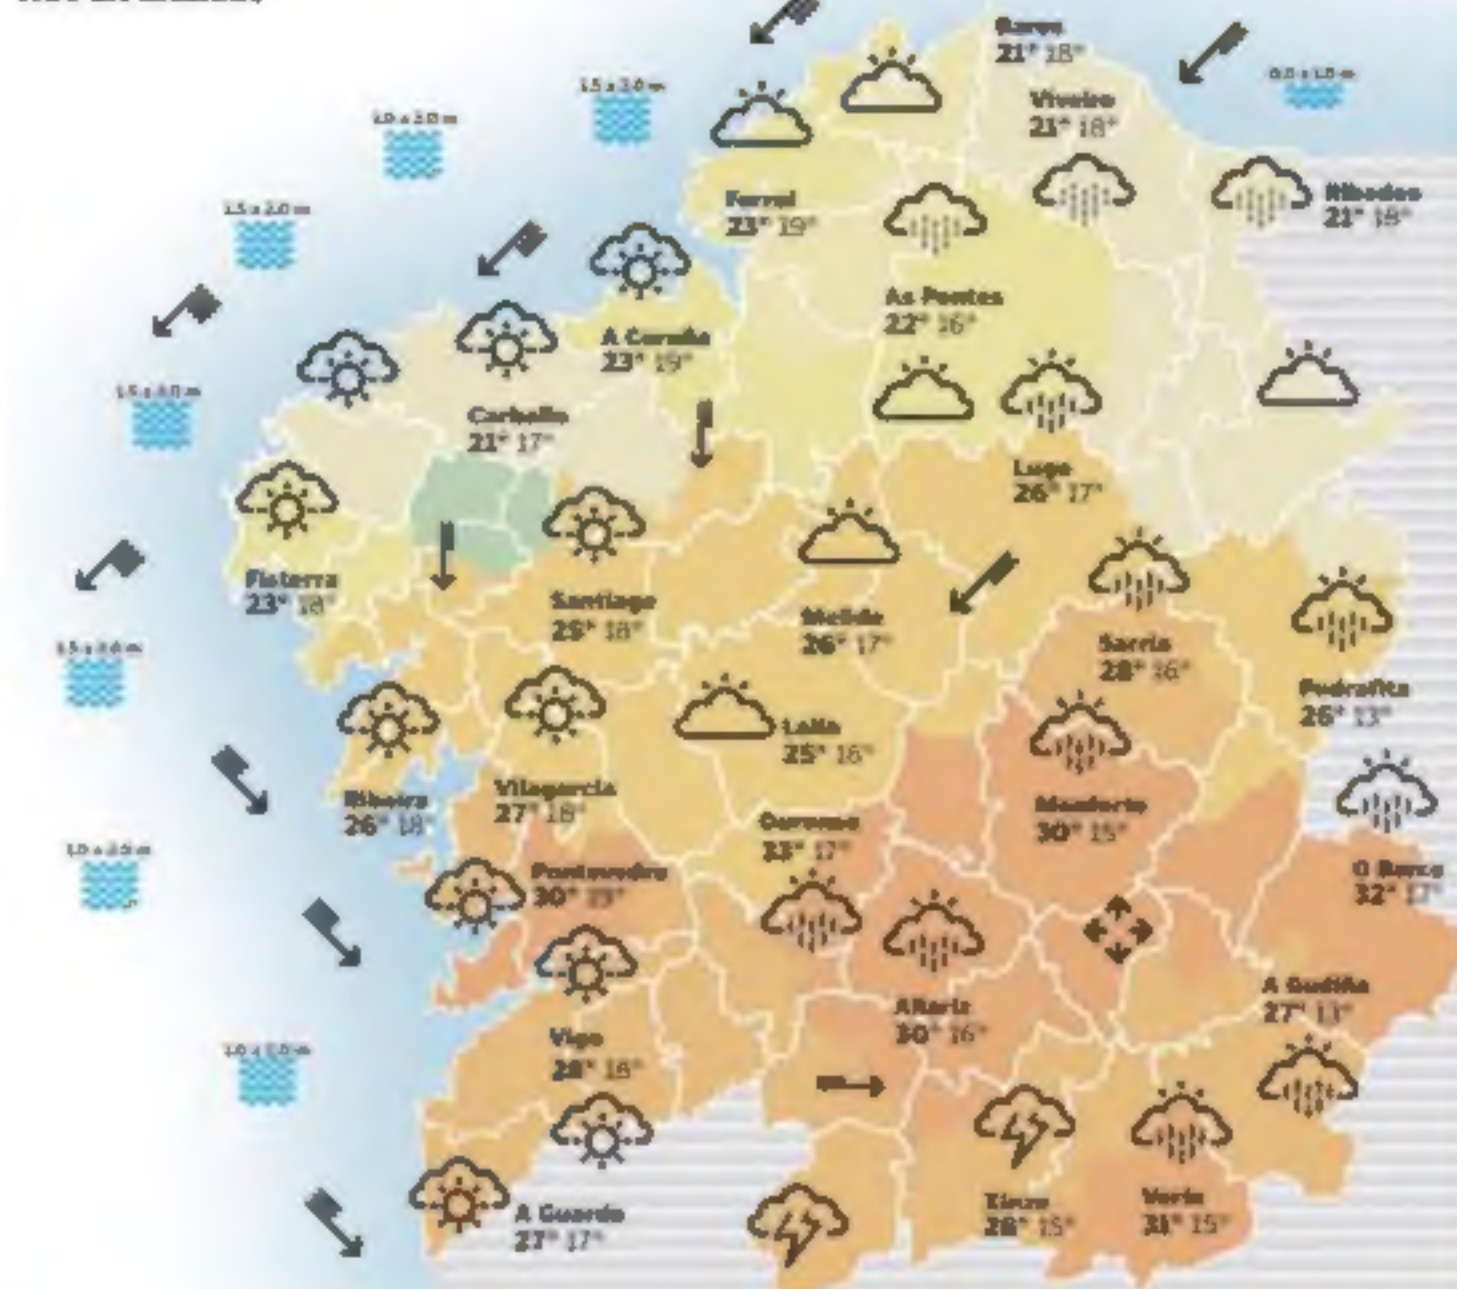 Bares
21° 18°
Viveiro
21° 18°
Ribadeo
21° 18°
Ferrol
23° 19°
As Pontes
22° 16°
A Coruña
23° 19°
Carballo
21° 17°
Lugo
26° 17°
Fisterra
23° 18°
Santiago
25° 18°
Melide
26° 17°
Sarria
28° 16°
Pedrafita
26° 13°
Lalín
25° 16°
Ribeira
26° 18°
Vilagarcía
27° 18°
Ourense
33° 17°
Monforte
30° 15°
Pontevedra
30° 19°
O Barco
32° 17°
A Gudiña
27° 13°
Allariz
30° 16°
Vigo
28° 18°
Xinzo
28° 15°
Verín
31° 15°
A Guarda
27° 17°